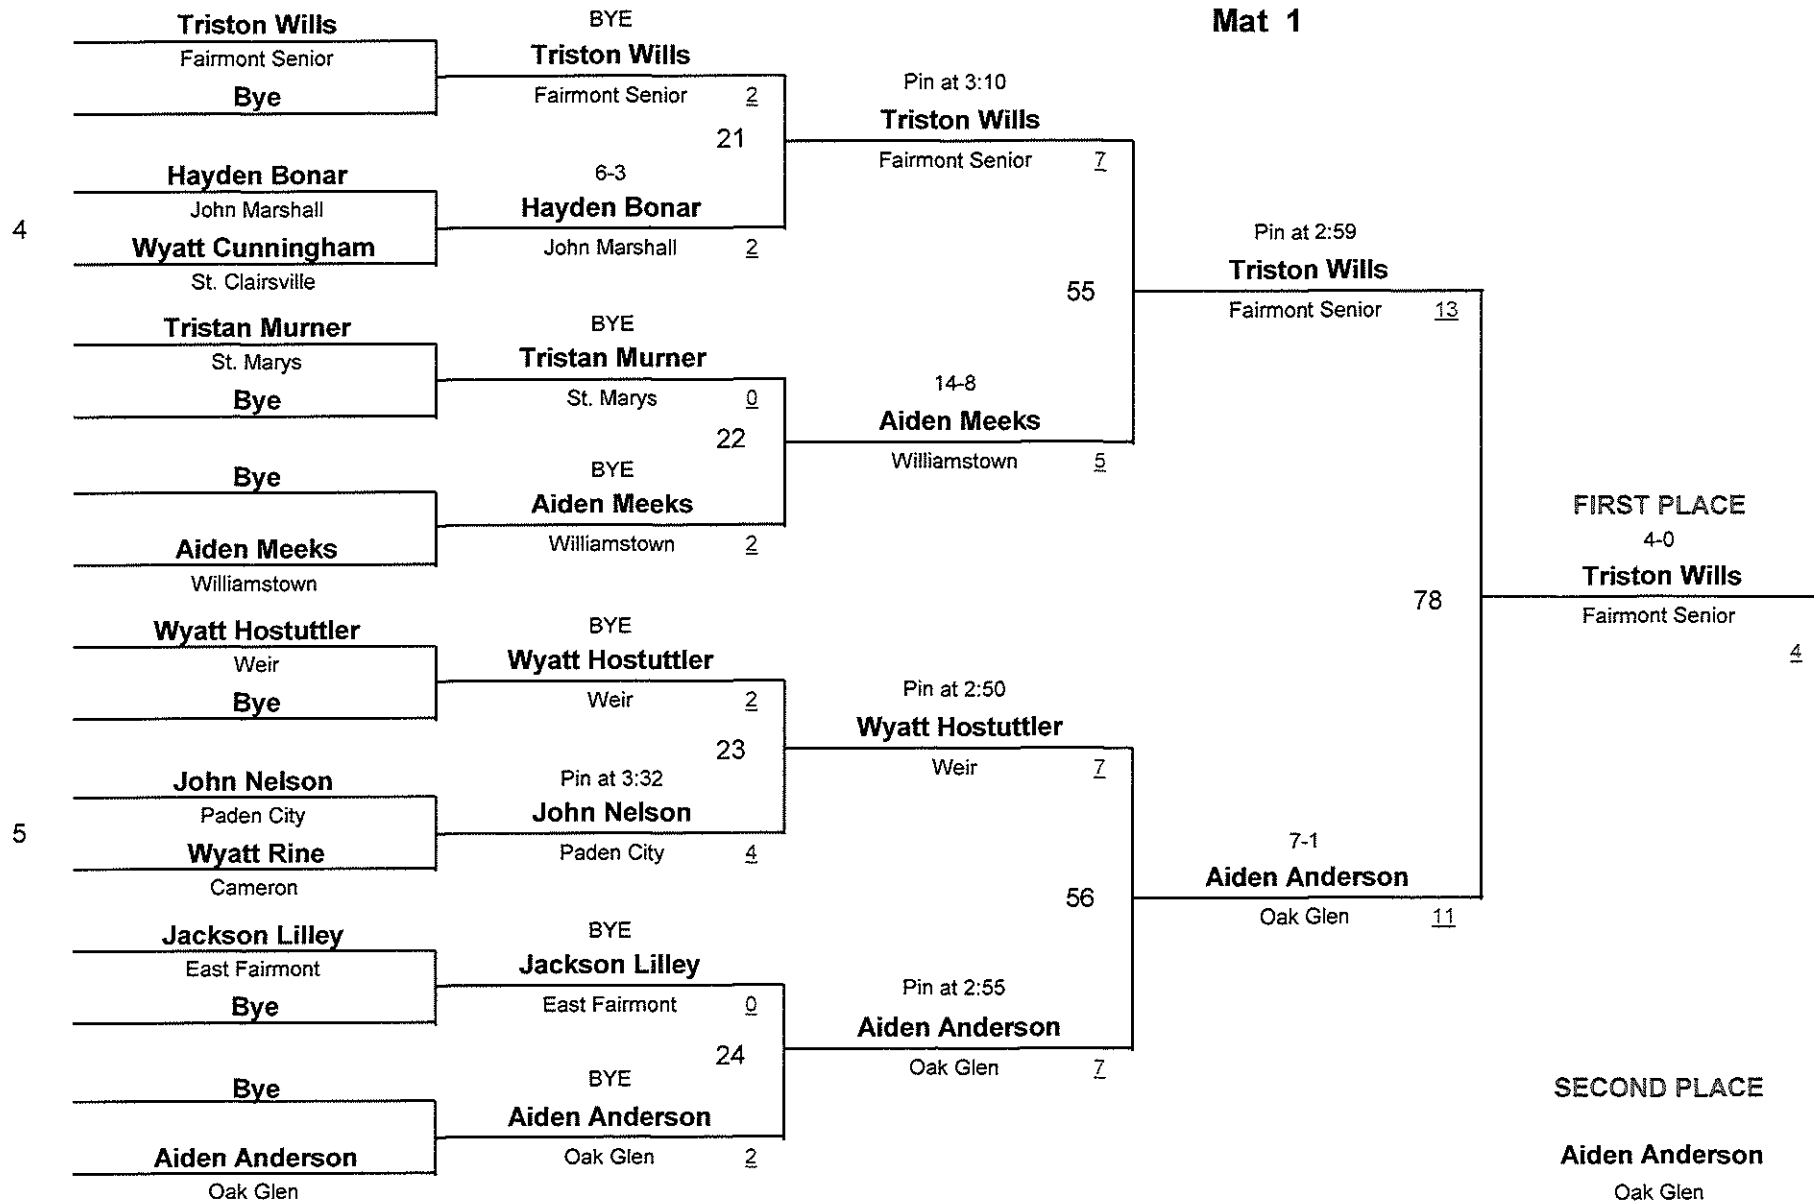 Mat 1
Triston Wills
Fairmont Senior
Bye
4
Hayden Bonar
John Marshall
Wyatt Cunningham
St. Clairsville
Tristan Murner
St. Marys
Bye
Bye
Aiden Meeks
Williamstown
Wyatt Hostuttler
Weir
Bye
5
John Nelson
Paden City
Wyatt Rine
Cameron
Jackson Lilley
East Fairmont
Bye
Bye
Aiden Anderson
Oak Glen
BYE
Triston Wills
Fairmont Senior 2
21
6-3
Hayden Bonar
John Marshall 2
BYE
Tristan Murner
St. Marys 0
22
BYE
Aiden Meeks
Williamstown 2
BYE
Wyatt Hostuttler
Weir 2
23
Pin at 3:32
John Nelson
Paden City 4
BYE
Jackson Lilley
East Fairmont 0
24
BYE
Aiden Anderson
Oak Glen 2
Pin at 3:10
Triston Wills
Fairmont Senior 7
55
14-8
Aiden Meeks
Williamstown 5
Pin at 2:50
Wyatt Hostuttler
Weir 7
56
Pin at 2:55
Aiden Anderson
Oak Glen 7
Pin at 2:59
Triston Wills
Fairmont Senior 13
78
7-1
Aiden Anderson
Oak Glen 11
FIRST PLACE
4-0
Triston Wills
Fairmont Senior
4
SECOND PLACE
Aiden Anderson
Oak Glen